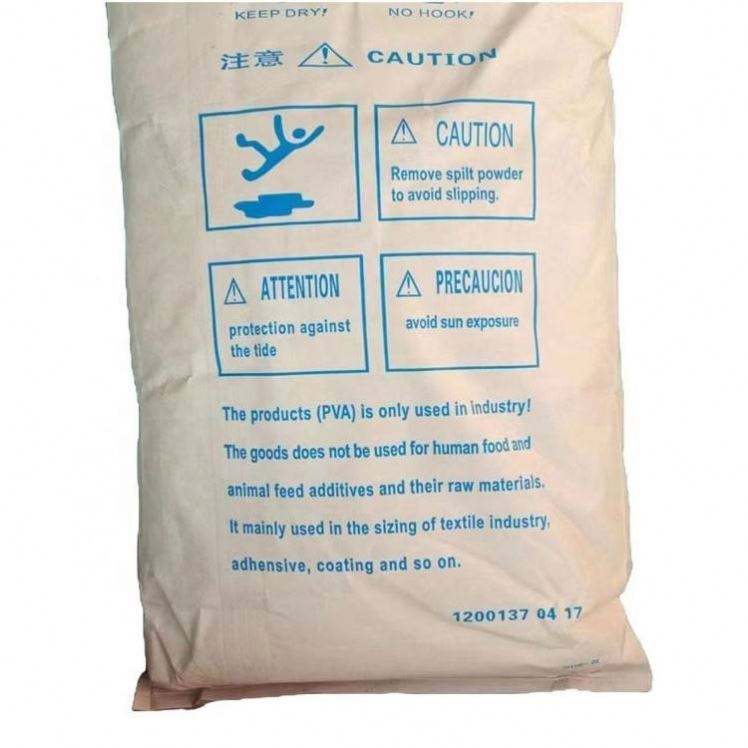 KEEP DRY!
NO HOOK!
注意 CAUTION
CAUTION
Remove spilt powder
to avoid slipping.
ATTENTION
protection against
the tide
PRECAUCION
avoid sun exposure
The products (PVA) is only used in industry!
The goods does not be used for human food and
animal feed additives and their raw materials.
It mainly used in the sizing of textile industry,
adhensive, coating and so on.
1200137 04 17